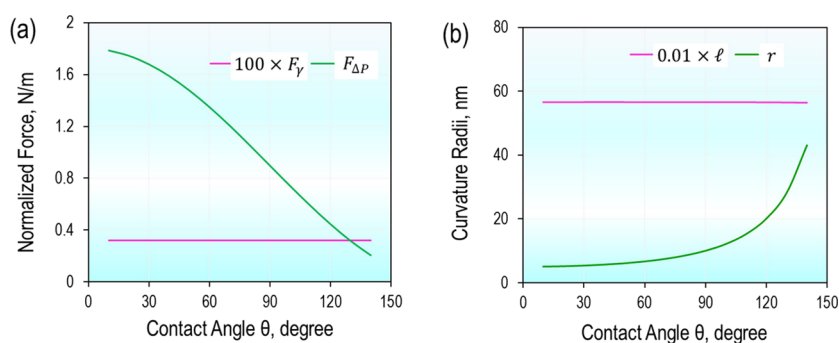 (a)
2
1.6
1.2
0.8
0.4
0
Normalized Force, N/m
100 × F_γ
F_ΔP
0 30 60 90 120 150
Contact Angle θ, degree
(b)
80
60
40
20
0
Curvature Radii, nm
0.01 × ℓ
r
0 30 60 90 120 150
Contact Angle θ, degree